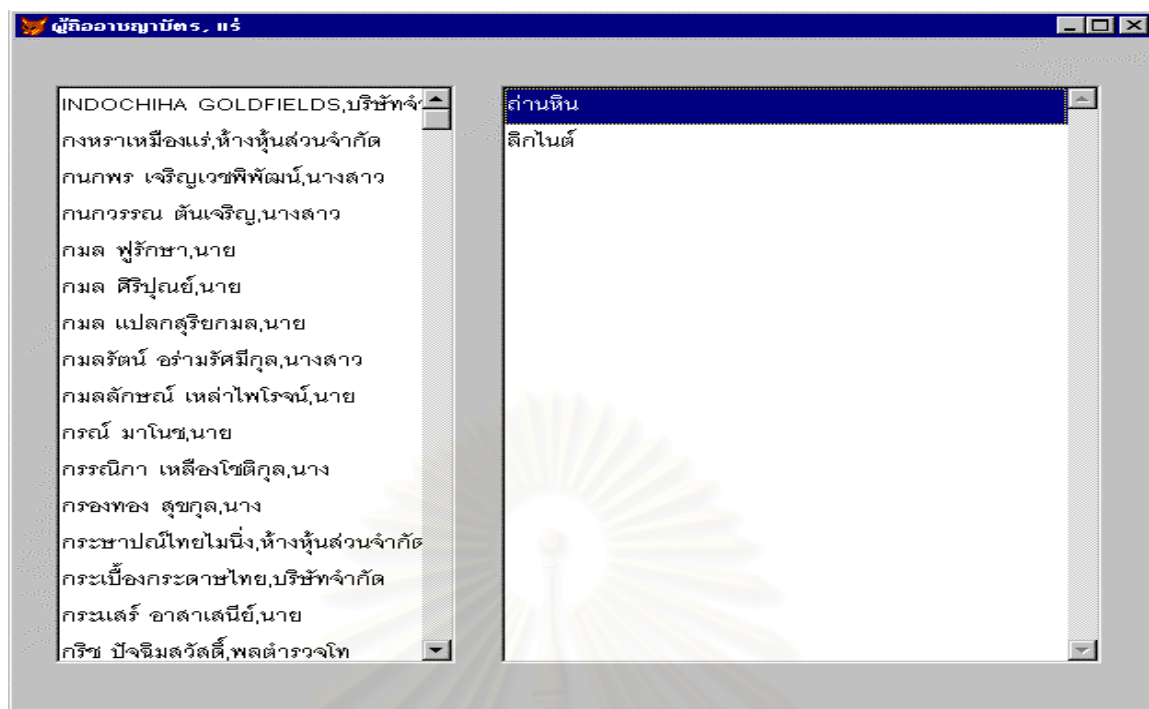 ผู้ถืออาชญาบัตร, แร่
INDOCHIHA GOLDFIELDS,บริษัทจำ
กงหราเหมืองแร่,ห้างหุ้นส่วนจำกัด
กนกพร เจริญเวชพิพัฒน์,นางสาว
กนกวรรณ ตันเจริญ,นางสาว
กมล ฟูรักษา,นาย
กมล ศิริปุณย์,นาย
กมล แปลกสุริยกมล,นาย
กมลรัตน์ อร่ามรัศมีกุล,นางสาว
กมลลักษณ์ เหล่าไพโรจน์,นาย
กรณ์ มาโนช,นาย
กรรณิกา เหลืองโชติกุล,นาง
กรองทอง สุขกุล,นาง
กระษาปณ์ไทยไมนิ่ง,ห้างหุ้นส่วนจำกัด
กระเบื้องกระดาษไทย,บริษัทจำกัด
กระแสร์ อาสาเสนีย์,นาย
กริช ปัจฉิมสวัสดิ์,พลตำรวจโท
ถ่านหิน
ลิกไนต์